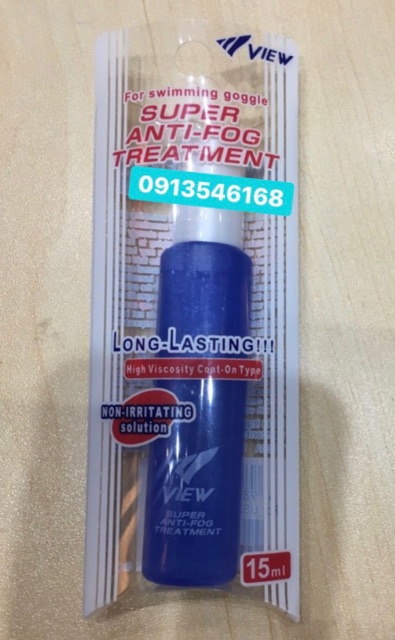 VIEW
For swimming goggle
SUPER
ANTI-FOG
TREATMENT
0913546168
LONG-LASTING!!!
High Viscosity Coat-On Type
NON-IRRITATING
solution
VIEW
SUPER
ANTI-FOG
TREATMENT
15ml